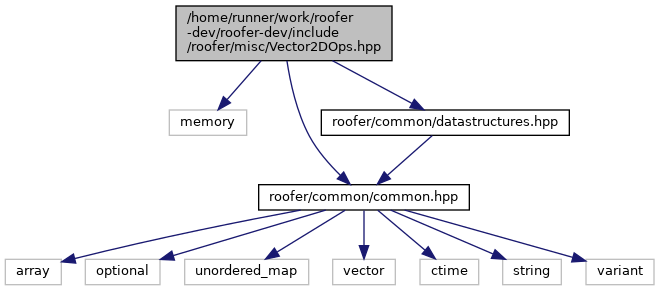 /home/runner/work/roofer
-dev/roofer-dev/include
/roofer/misc/Vector2DOps.hpp
memory
roofer/common/datastructures.hpp
roofer/common/common.hpp
array
optional
unordered_map
vector
ctime
string
variant